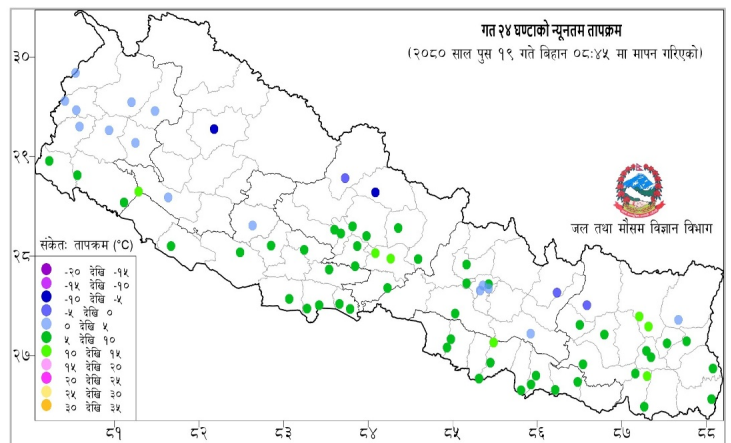 गत २४ घण्टाको न्यूनतम तापक्रम
(२०८० साल पुस १९ गते बिहान ०८:४५ मा मापन गरिएको)
३०
२९
२८
२७
जल तथा मौसम विज्ञान विभाग
संकेतः तापक्रम (°C)
-२० देखि -१५
-१५ देखि -१०
-१० देखि -५
-५ देखि ०
० देखि ५
५ देखि १०
१० देखि १५
१५ देखि २०
२० देखि २५
२५ देखि ३०
३० देखि ३५
८१ ८२ ८३ ८४ ८५ ८६ ८७ ८८